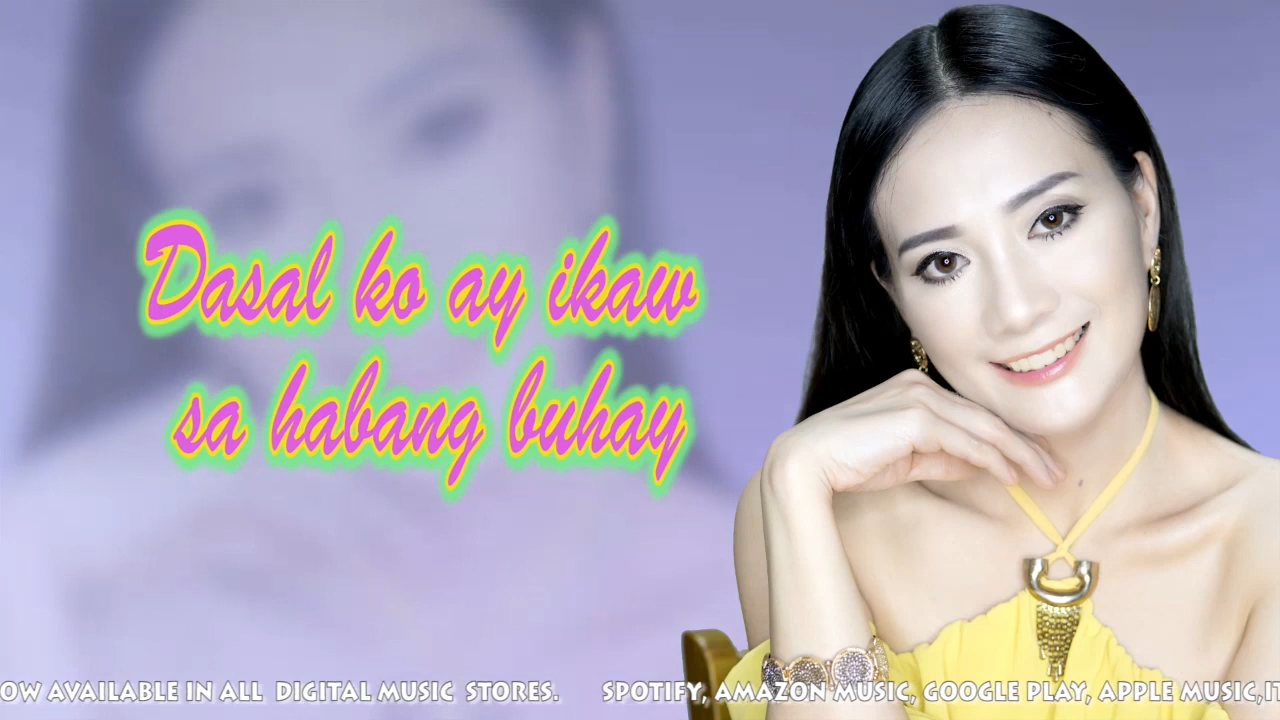 Dasal ko ay ikaw
sa habang buhay
OW AVAILABLE IN ALL DIGITAL MUSIC STORES. SPOTIFY, AMAZON MUSIC, GOOGLE PLAY, APPLE MUSIC,IT